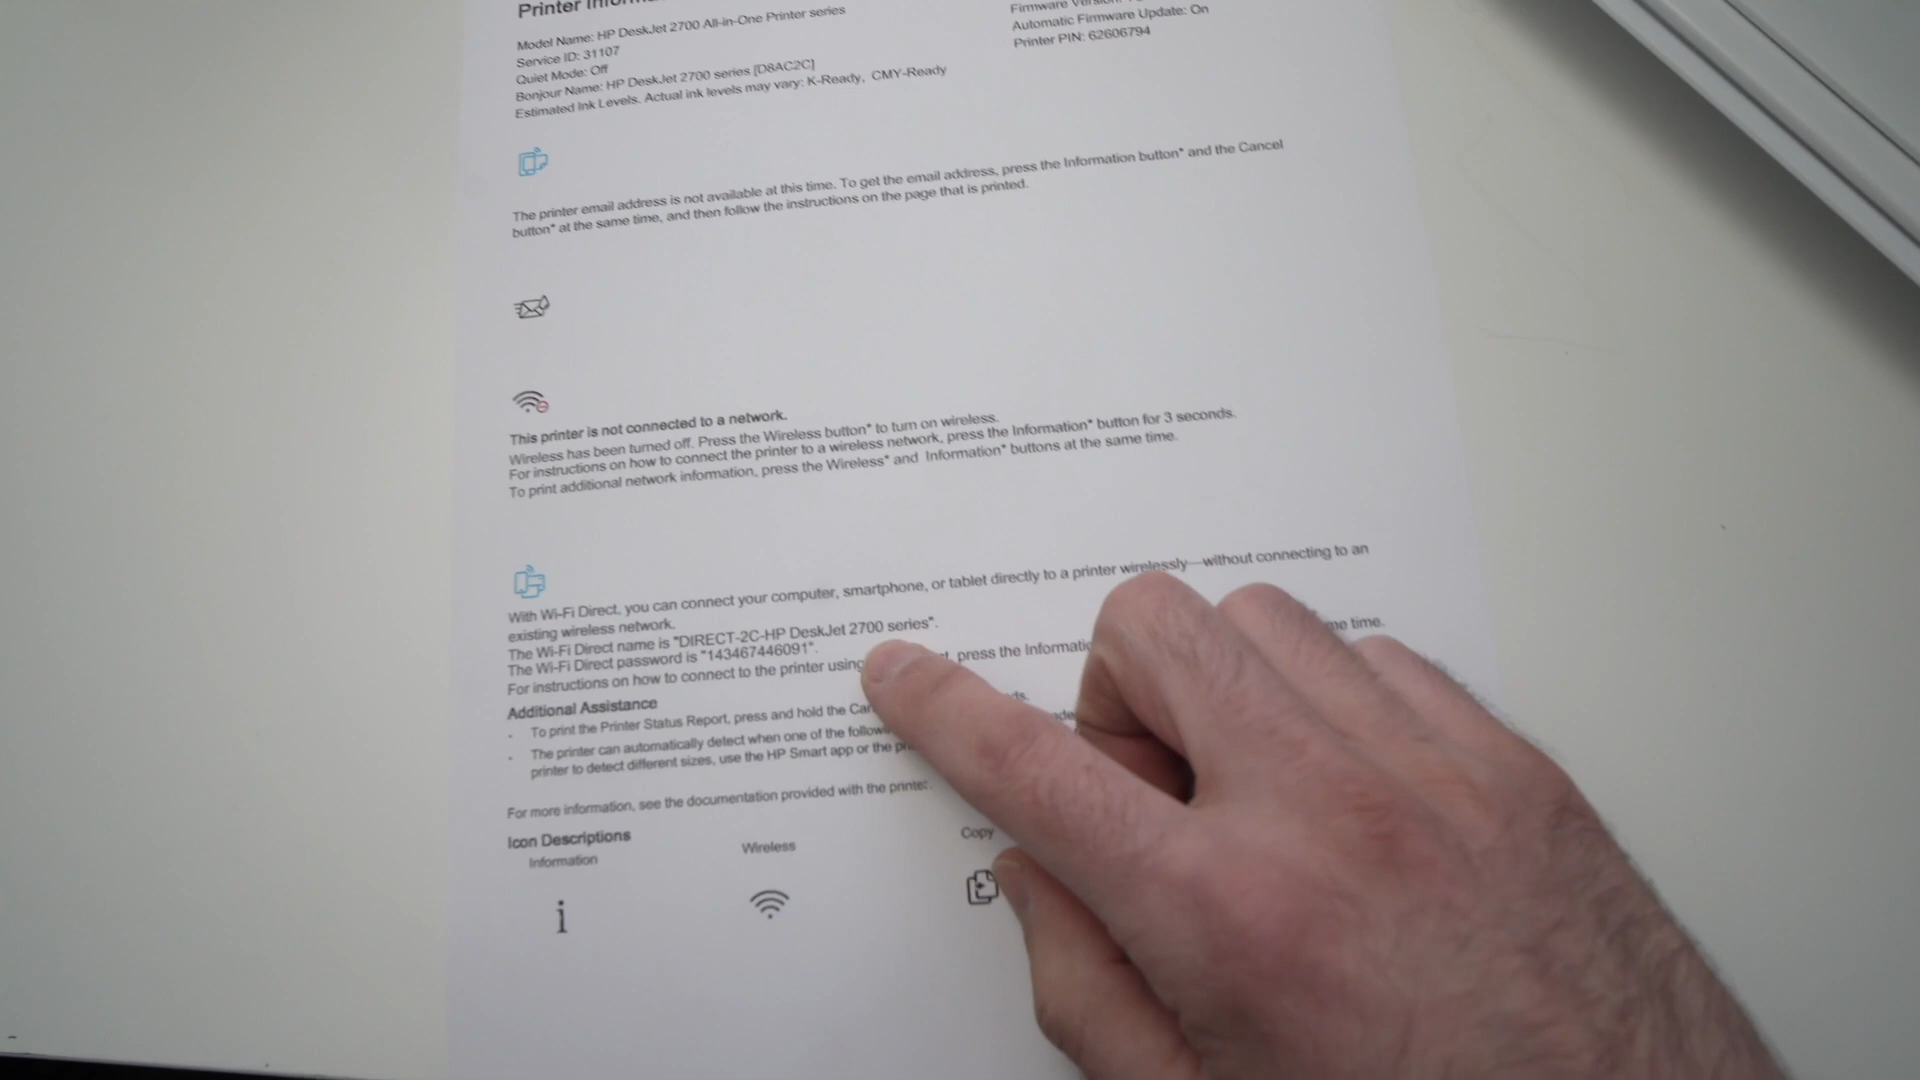 Printer
Model Name: HP DeskJet 2700 All-in-One Printer series
Service ID: 31107
Quiet Mode: Off
Bonjour Name: HP DeskJet 2700 series [D8AC2C]
Estimated Ink Levels. Actual ink levels may vary: K-Ready, CMY-Ready
Firmware
Automatic Firmware Update: On
Printer PIN: 62606794
The printer email address is not available at this time. To get the email address, press the Information button* and the Cancel
button* at the same time, and then follow the instructions on the page that is printed.
This printer is not connected to a network.
Wireless has been turned off. Press the Wireless button* to turn on wireless.
For instructions on how to connect the printer to a wireless network, press the Information* button for 3 seconds.
To print additional network information, press the Wireless* and Information* buttons at the same time.
With Wi-Fi Direct, you can connect your computer, smartphone, or tablet directly to a printer wirelessly—without connecting to an
existing wireless network.
The Wi-Fi Direct name is "DIRECT-2C-HP DeskJet 2700 series".
The Wi-Fi Direct password is "143467446091".
For instructions on how to connect to the printer using press the time.
Additional Assistance
- To print the Printer Status Report, press and hold the
- The printer can automatically detect when one of the
printer to detect different sizes, use the HP Smart app or the
For more information, see the documentation provided with the printer.
Icon Descriptions
Information Wireless Copy